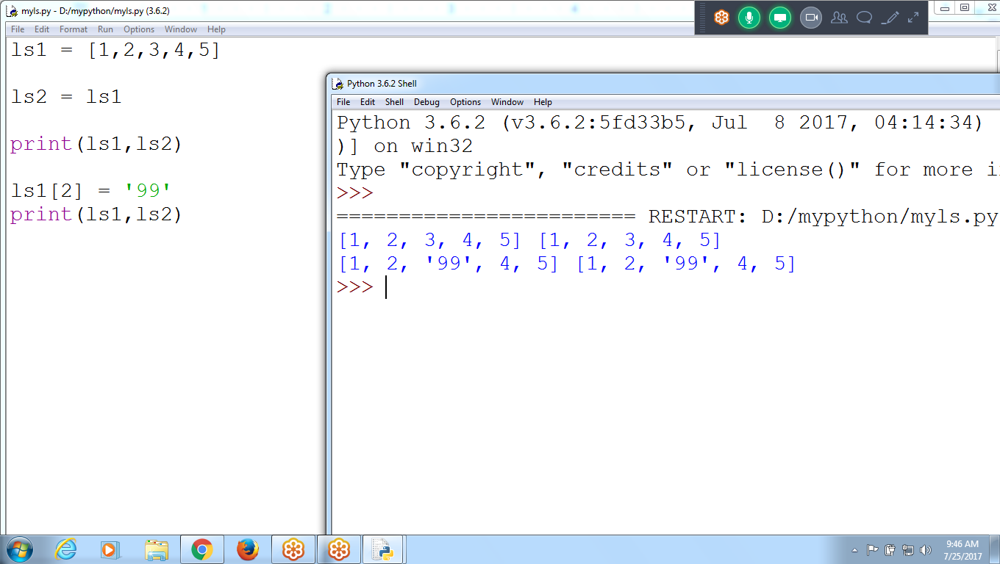 myls.py - D:/mypython/myls.py (3.6.2)
File Edit Format Run Options Window Help
ls1 = [1,2,3,4,5]
ls2 = ls1
print(ls1,ls2)
ls1[2] = '99'
print(ls1,ls2)
Python 3.6.2 Shell
File Edit Shell Debug Options Window Help
Python 3.6.2 (v3.6.2:5fd33b5, Jul  8 2017, 04:14:34)
)] on win32
Type "copyright", "credits" or "license()" for more
>>>
======================== RESTART: D:/mypython/myls.py
[1, 2, 3, 4, 5] [1, 2, 3, 4, 5]
[1, 2, '99', 4, 5] [1, 2, '99', 4, 5]
>>>
9:46 AM
7/25/2017